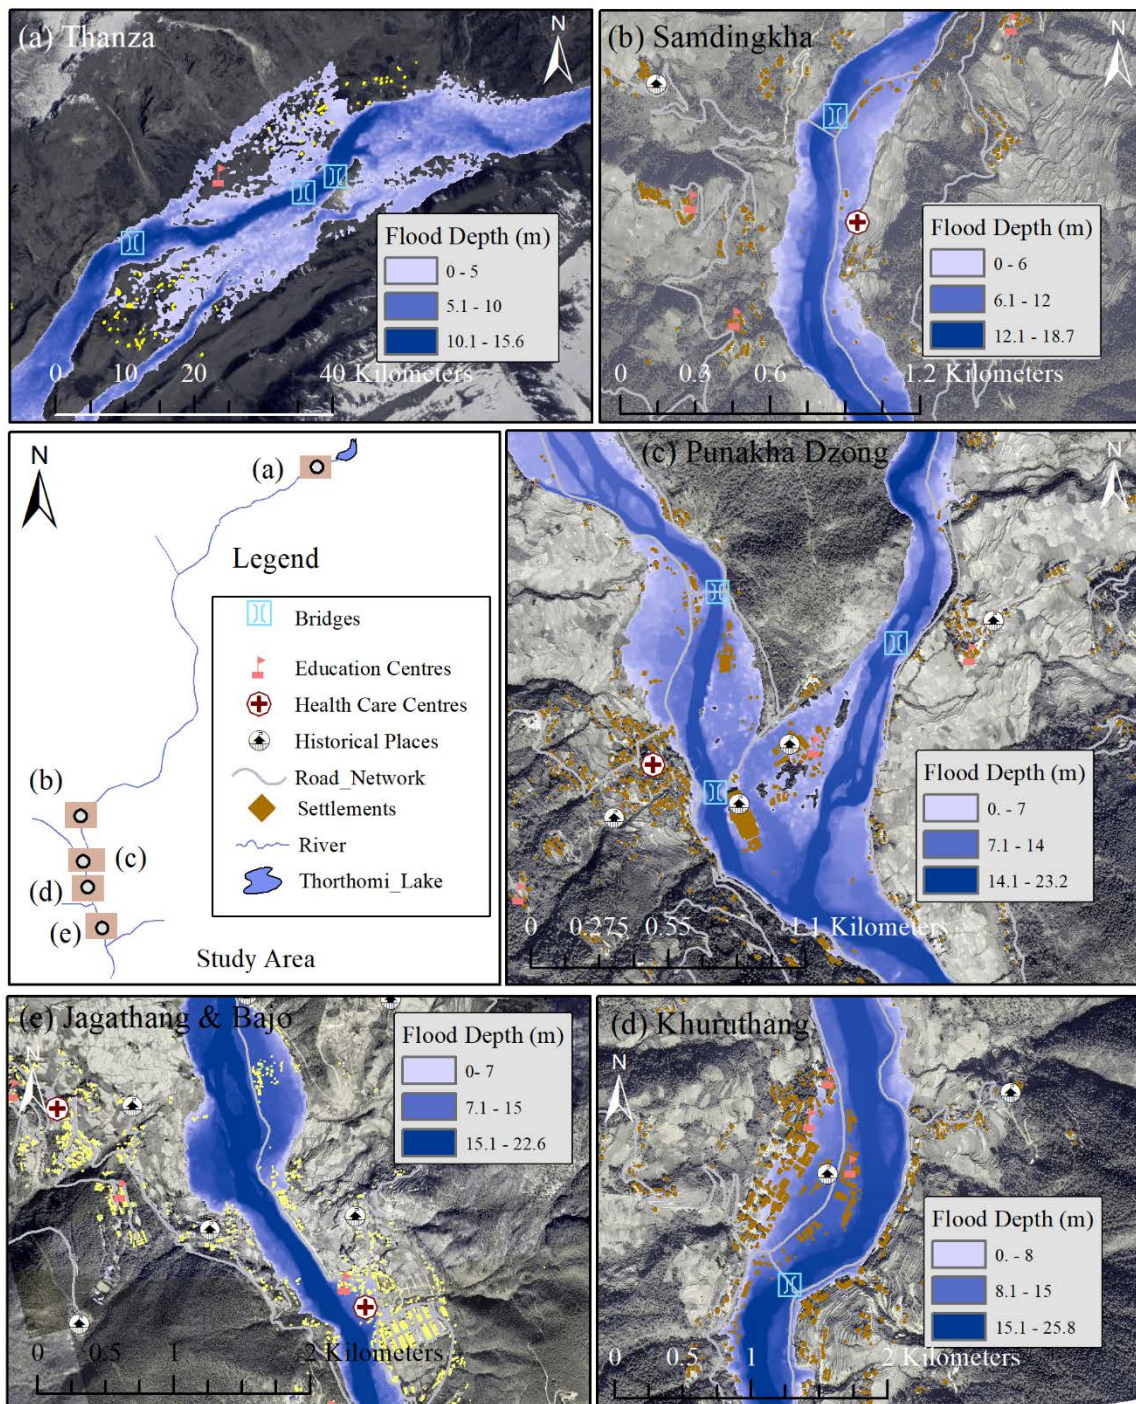 (a) Thanza
N
Flood Depth (m)
0 - 5
5.1 - 10
10.1 - 15.6
0 10 20 40 Kilometers
(b) Samdingkha
N
Flood Depth (m)
0 - 6
6.1 - 12
12.1 - 18.7
0 0.3 0.6 1.2 Kilometers
N
(a)
(b)
(c)
(d)
(e)
Legend
Bridges
Education Centres
Health Care Centres
Historical Places
Road_Network
Settlements
River
Thorthomi_Lake
Study Area
(c) Punakha Dzong
N
Flood Depth (m)
0. - 7
7.1 - 14
14.1 - 23.2
0 0.275 0.55 1.1 Kilometers
(e) Jagathang & Bajo
N
Flood Depth (m)
0- 7
7.1 - 15
15.1 - 22.6
0 0.5 1 2 Kilometers
(d) Khuruthang
N
Flood Depth (m)
0. - 8
8.1 - 15
15.1 - 25.8
0 0.5 1 2 Kilometers